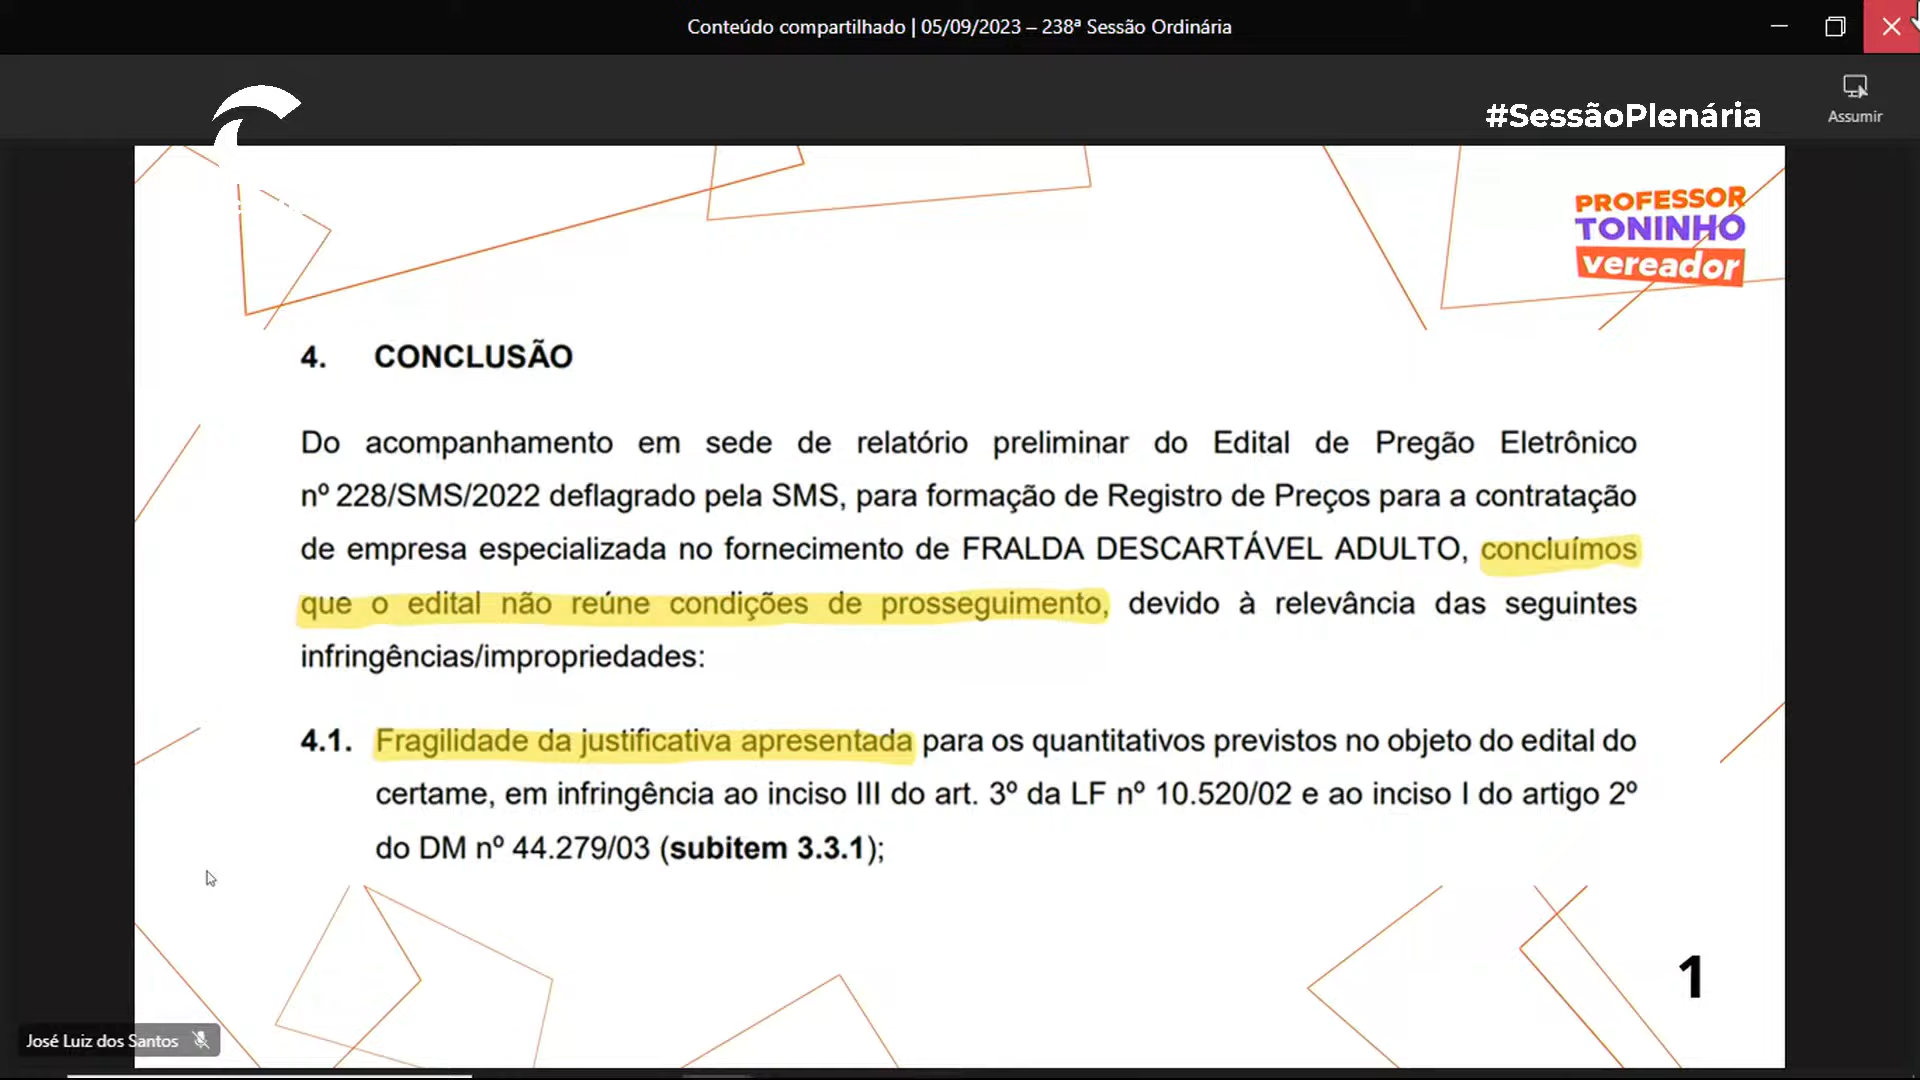 Conteúdo compartilhado | 05/09/2023 – 238ª Sessão Ordinária
#SessãoPlenária
Assumir
PROFESSOR
TONINHO
vereador
4. CONCLUSÃO
Do acompanhamento em sede de relatório preliminar do Edital de Pregão Eletrônico
nº 228/SMS/2022 deflagrado pela SMS, para formação de Registro de Preços para a contratação
de empresa especializada no fornecimento de FRALDA DESCARTÁVEL ADULTO, concluímos
que o edital não reúne condições de prosseguimento, devido à relevância das seguintes
infringências/impropriedades:
4.1. Fragilidade da justificativa apresentada para os quantitativos previstos no objeto do edital do
certame, em infringência ao inciso III do art. 3º da LF nº 10.520/02 e ao inciso I do artigo 2º
do DM nº 44.279/03 (subitem 3.3.1);
1
José Luiz dos Santos